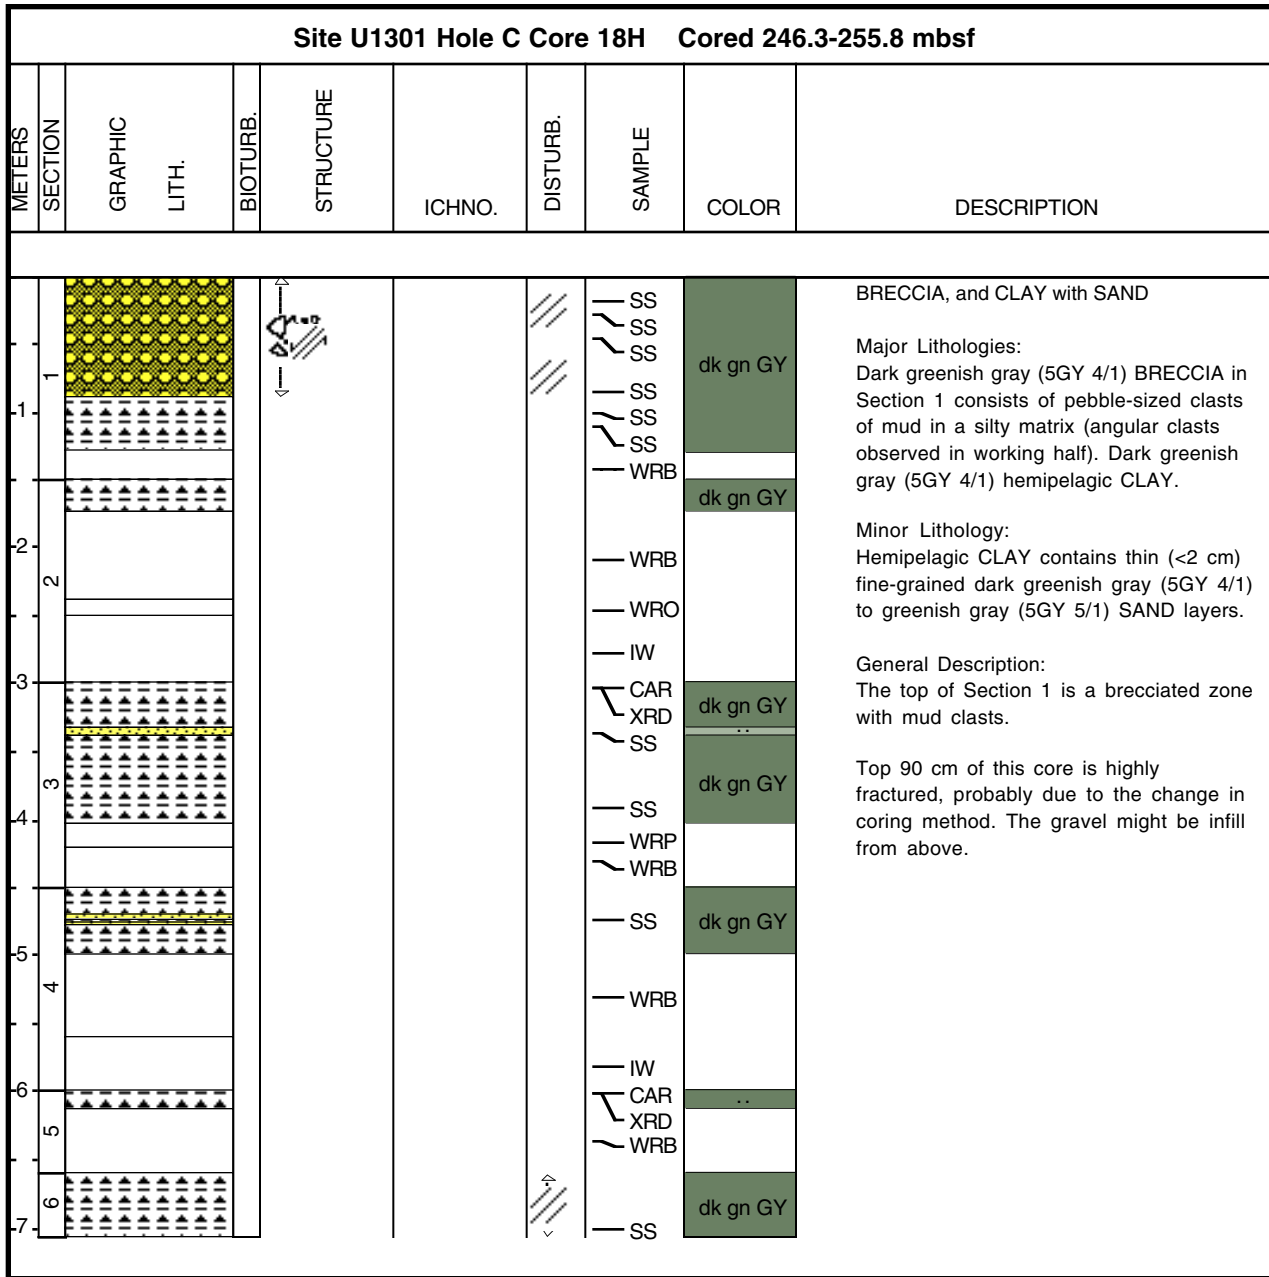 Site U1301 Hole C Core 18H    Cored 246.3-255.8 mbsf
METERS
SECTION
GRAPHIC
LITH.
BIOTURB.
STRUCTURE
ICHNO.
DISTURB.
SAMPLE
COLOR
DESCRIPTION
1
2
3
4
5
6
7
1
2
3
4
5
6
SS
SS
SS
SS
SS
SS
WRB
WRB
WRO
IW
CAR
XRD
SS
SS
WRP
WRB
SS
WRB
IW
CAR
XRD
WRB
SS
dk gn GY
dk gn GY
dk gn GY
..
dk gn GY
dk gn GY
..
dk gn GY
BRECCIA, and CLAY with SAND
Major Lithologies:
Dark greenish gray (5GY 4/1) BRECCIA in
Section 1 consists of pebble-sized clasts
of mud in a silty matrix (angular clasts
observed in working half). Dark greenish
gray (5GY 4/1) hemipelagic CLAY.
Minor Lithology:
Hemipelagic CLAY contains thin (<2 cm)
fine-grained dark greenish gray (5GY 4/1)
to greenish gray (5GY 5/1) SAND layers.
General Description:
The top of Section 1 is a brecciated zone
with mud clasts.
Top 90 cm of this core is highly
fractured, probably due to the change in
coring method. The gravel might be infill
from above.